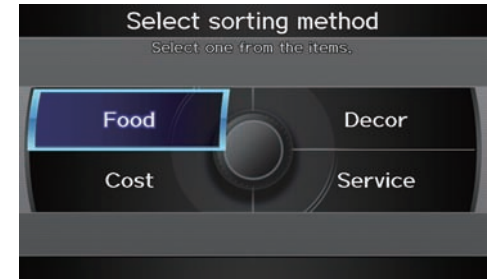 Select sorting method
Select one from the items.
Food
Decor
Cost
Service